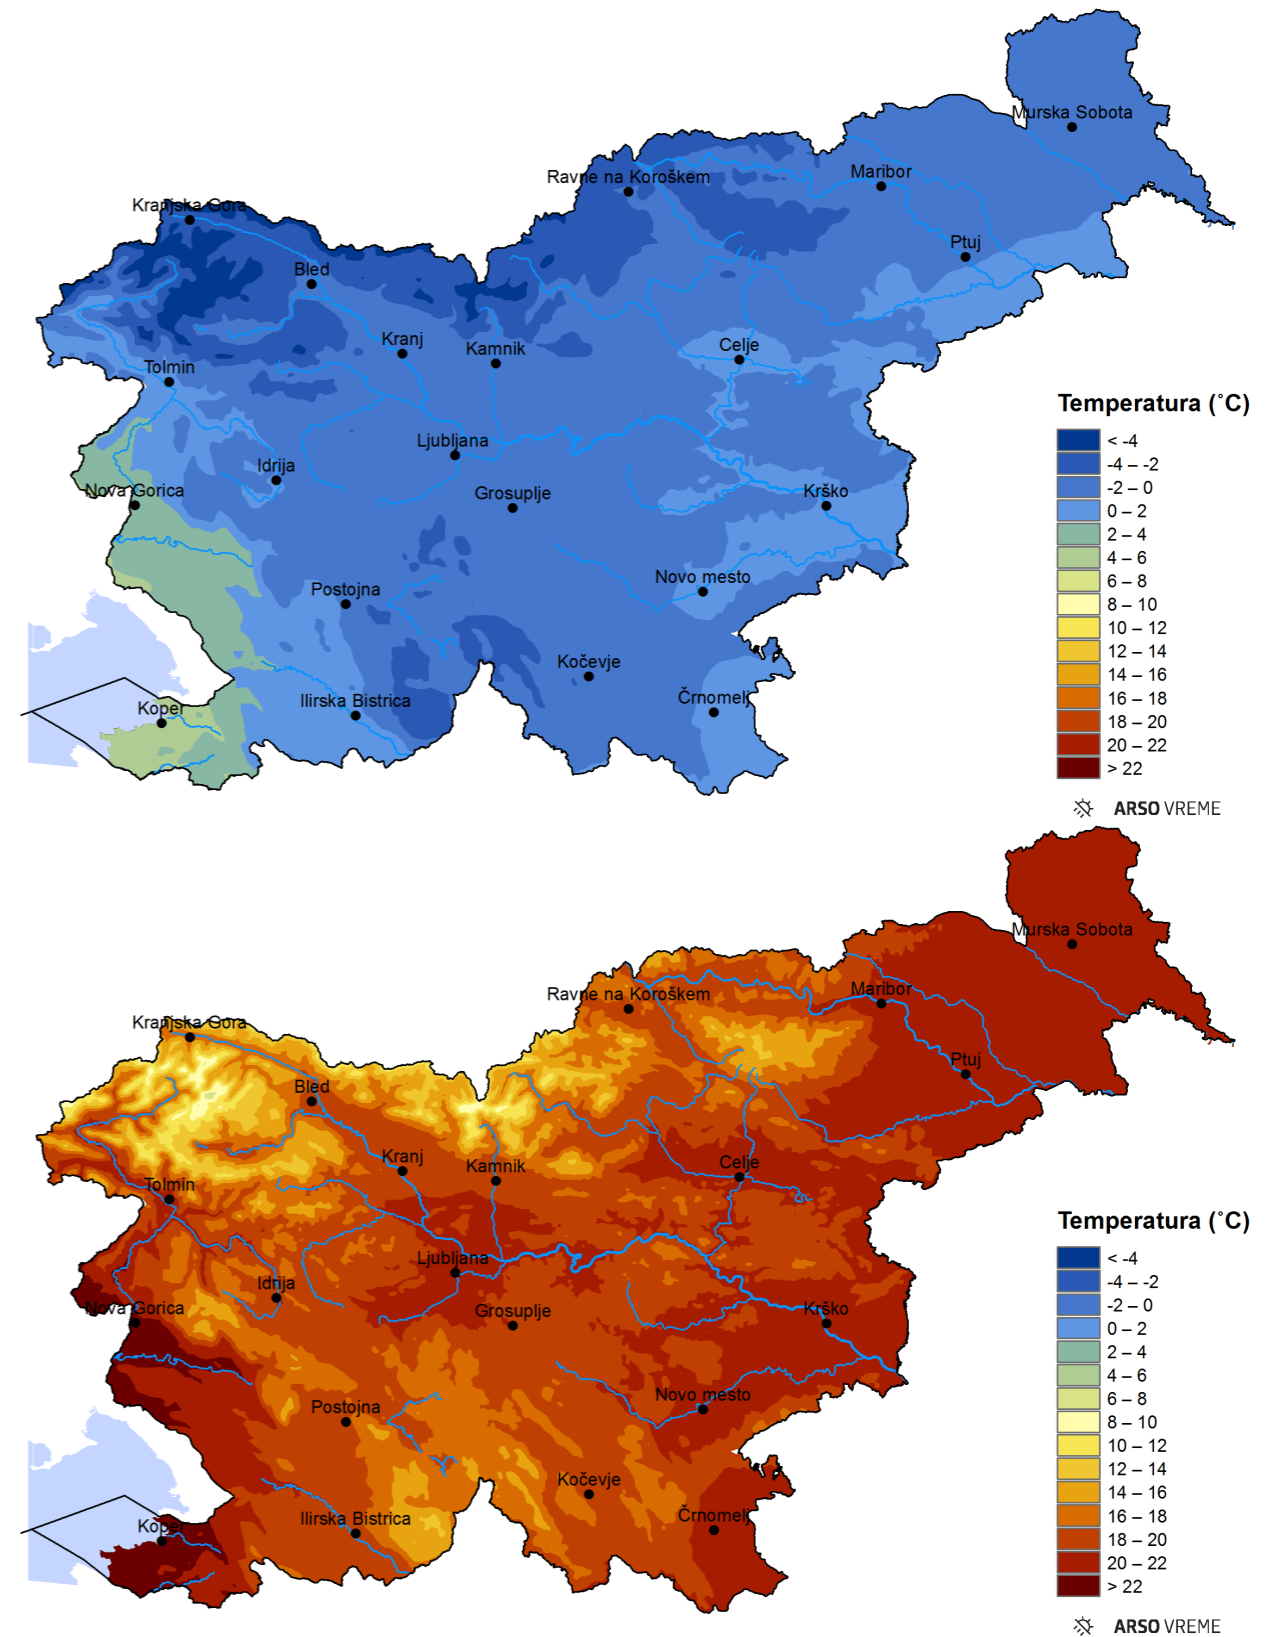 Murska Sobota
Ravne na Koroškem
Maribor
Kranjska Gora
Ptuj
Bled
Kranj
Kamnik
Celje
Tolmin
Temperatura (˚C)
< -4
Ljubljana
-4 – -2
Idrija
-2 – 0
Nova Gorica
Grosuplje
Krško
0 – 2
2 – 4
4 – 6
Postojna
Novo mesto
6 – 8
8 – 10
10 – 12
12 – 14
Kočevje
14 – 16
Koper
Ilirska Bistrica
Črnomelj
16 – 18
18 – 20
20 – 22
> 22
ARSO VREME
Murska Sobota
Ravne na Koroškem
Maribor
Kranjska Gora
Ptuj
Bled
Kranj
Kamnik
Celje
Tolmin
Temperatura (˚C)
< -4
Ljubljana
-4 – -2
Idrija
-2 – 0
Nova Gorica
Grosuplje
Krško
0 – 2
2 – 4
4 – 6
Postojna
Novo mesto
6 – 8
8 – 10
10 – 12
12 – 14
Kočevje
14 – 16
Koper
Ilirska Bistrica
Črnomelj
16 – 18
18 – 20
20 – 22
> 22
ARSO VREME